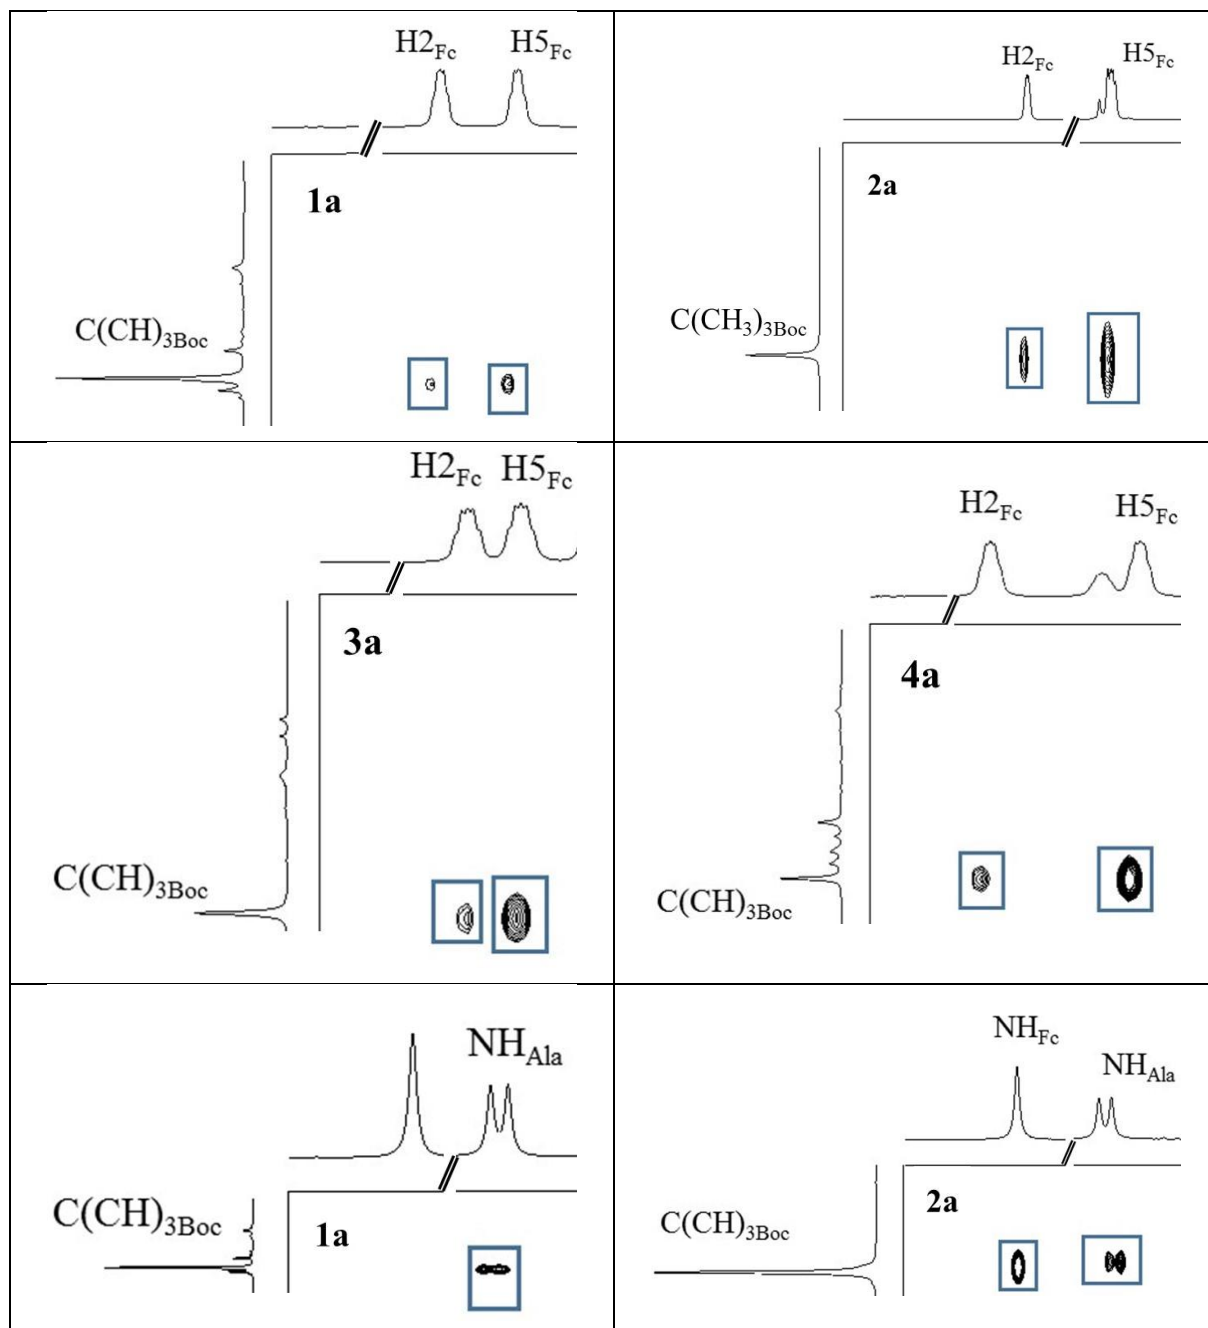 H2Fc H5Fc
1a
C(CH)3Boc
H2Fc H5Fc
2a
C(CH3)3Boc
H2Fc H5Fc
3a
C(CH)3Boc
H2Fc H5Fc
4a
C(CH)3Boc
NHAla
C(CH)3Boc
1a
NHFc
NHAla
C(CH)3Boc
2a